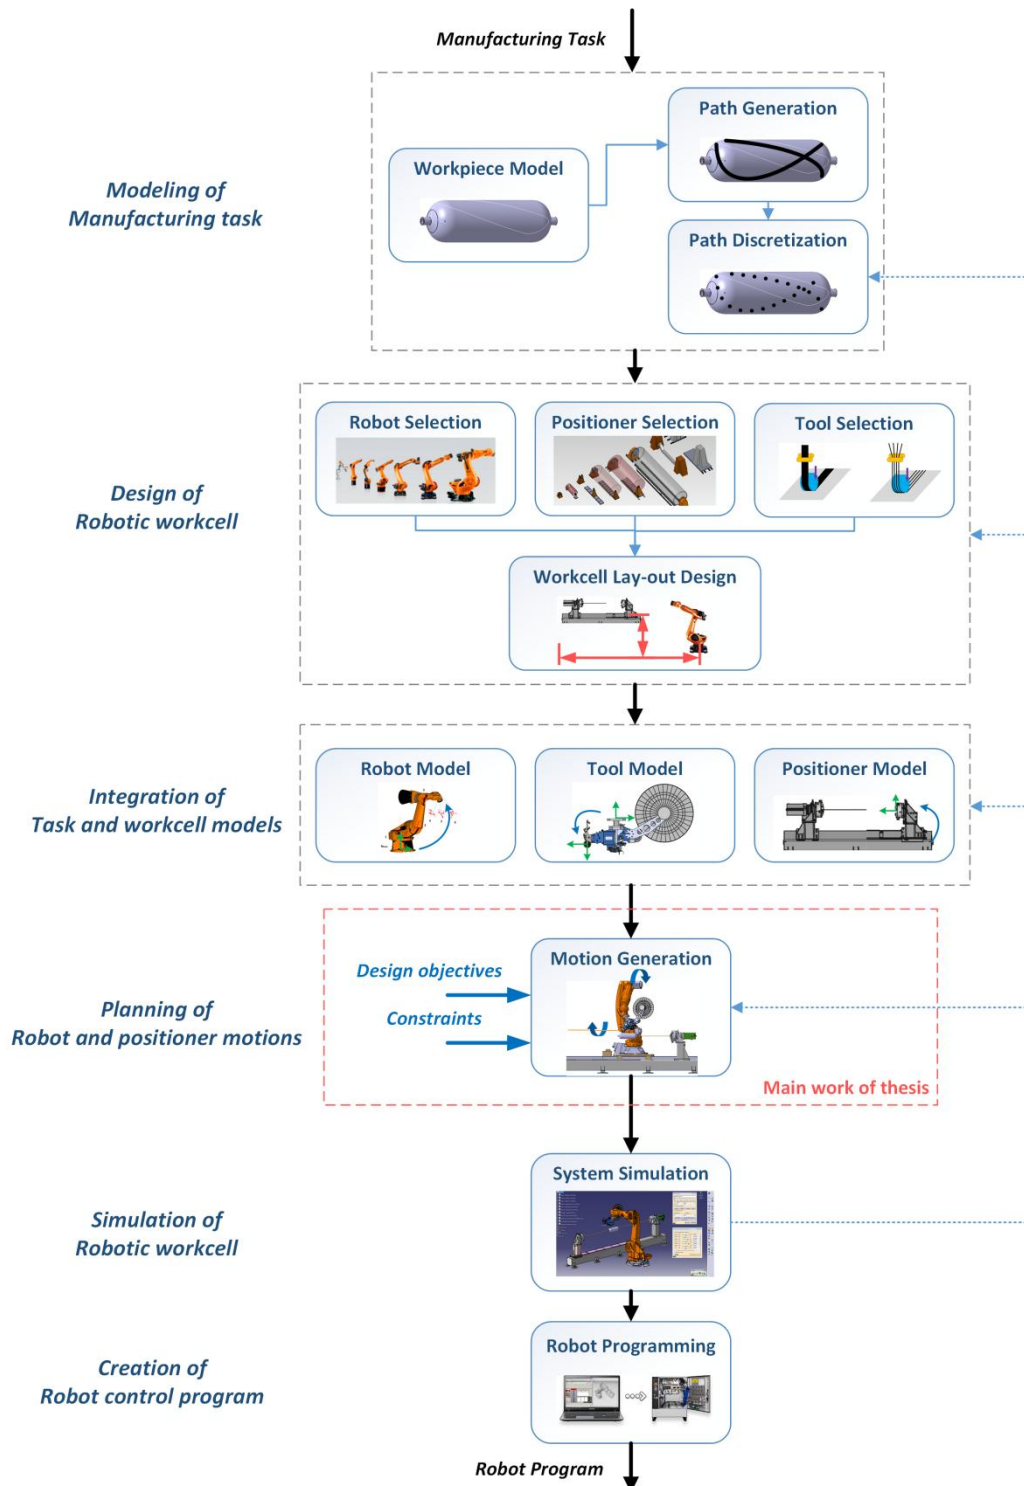 Manufacturing Task
Modeling of
Manufacturing task
Workpiece Model
Path Generation
Path Discretization
Design of
Robotic workcell
Robot Selection
Positioner Selection
Tool Selection
Workcell Lay-out Design
Integration of
Task and workcell models
Robot Model
Tool Model
Positioner Model
Planning of
Robot and positioner motions
Design objectives
Constraints
Motion Generation
Main work of thesis
Simulation of
Robotic workcell
System Simulation
Creation of
Robot control program
Robot Programming
Robot Program